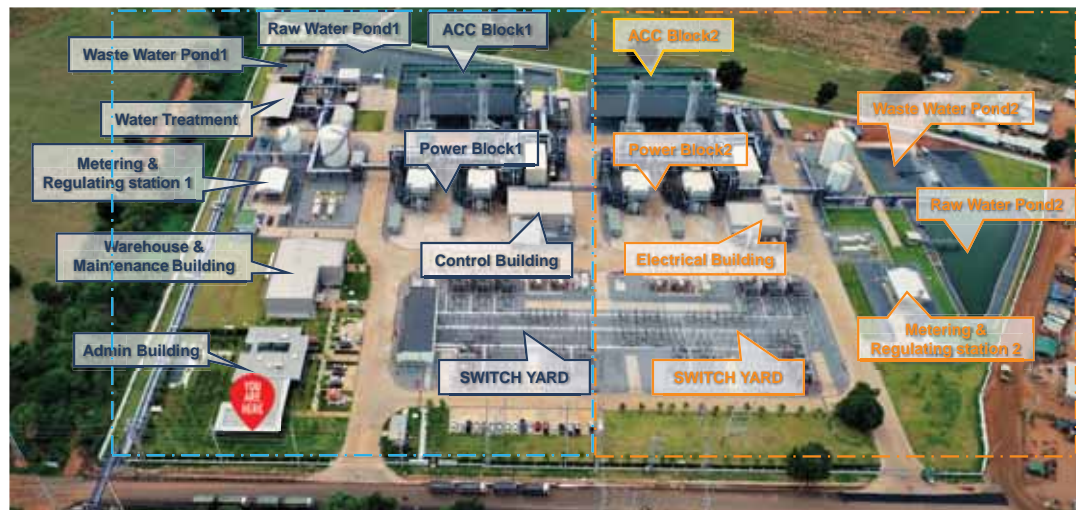 Raw Water Pond1
ACC Block1
ACC Block2
Waste Water Pond1
Waste Water Pond2
Water Treatment
Power Block1
Power Block2
Metering &
Regulating station 1
Raw Water Pond2
Warehouse &
Maintenance Building
Control Building
Electrical Building
Admin Building
Metering &
Regulating station 2
SWITCH YARD
SWITCH YARD
YOU
ARE
HERE